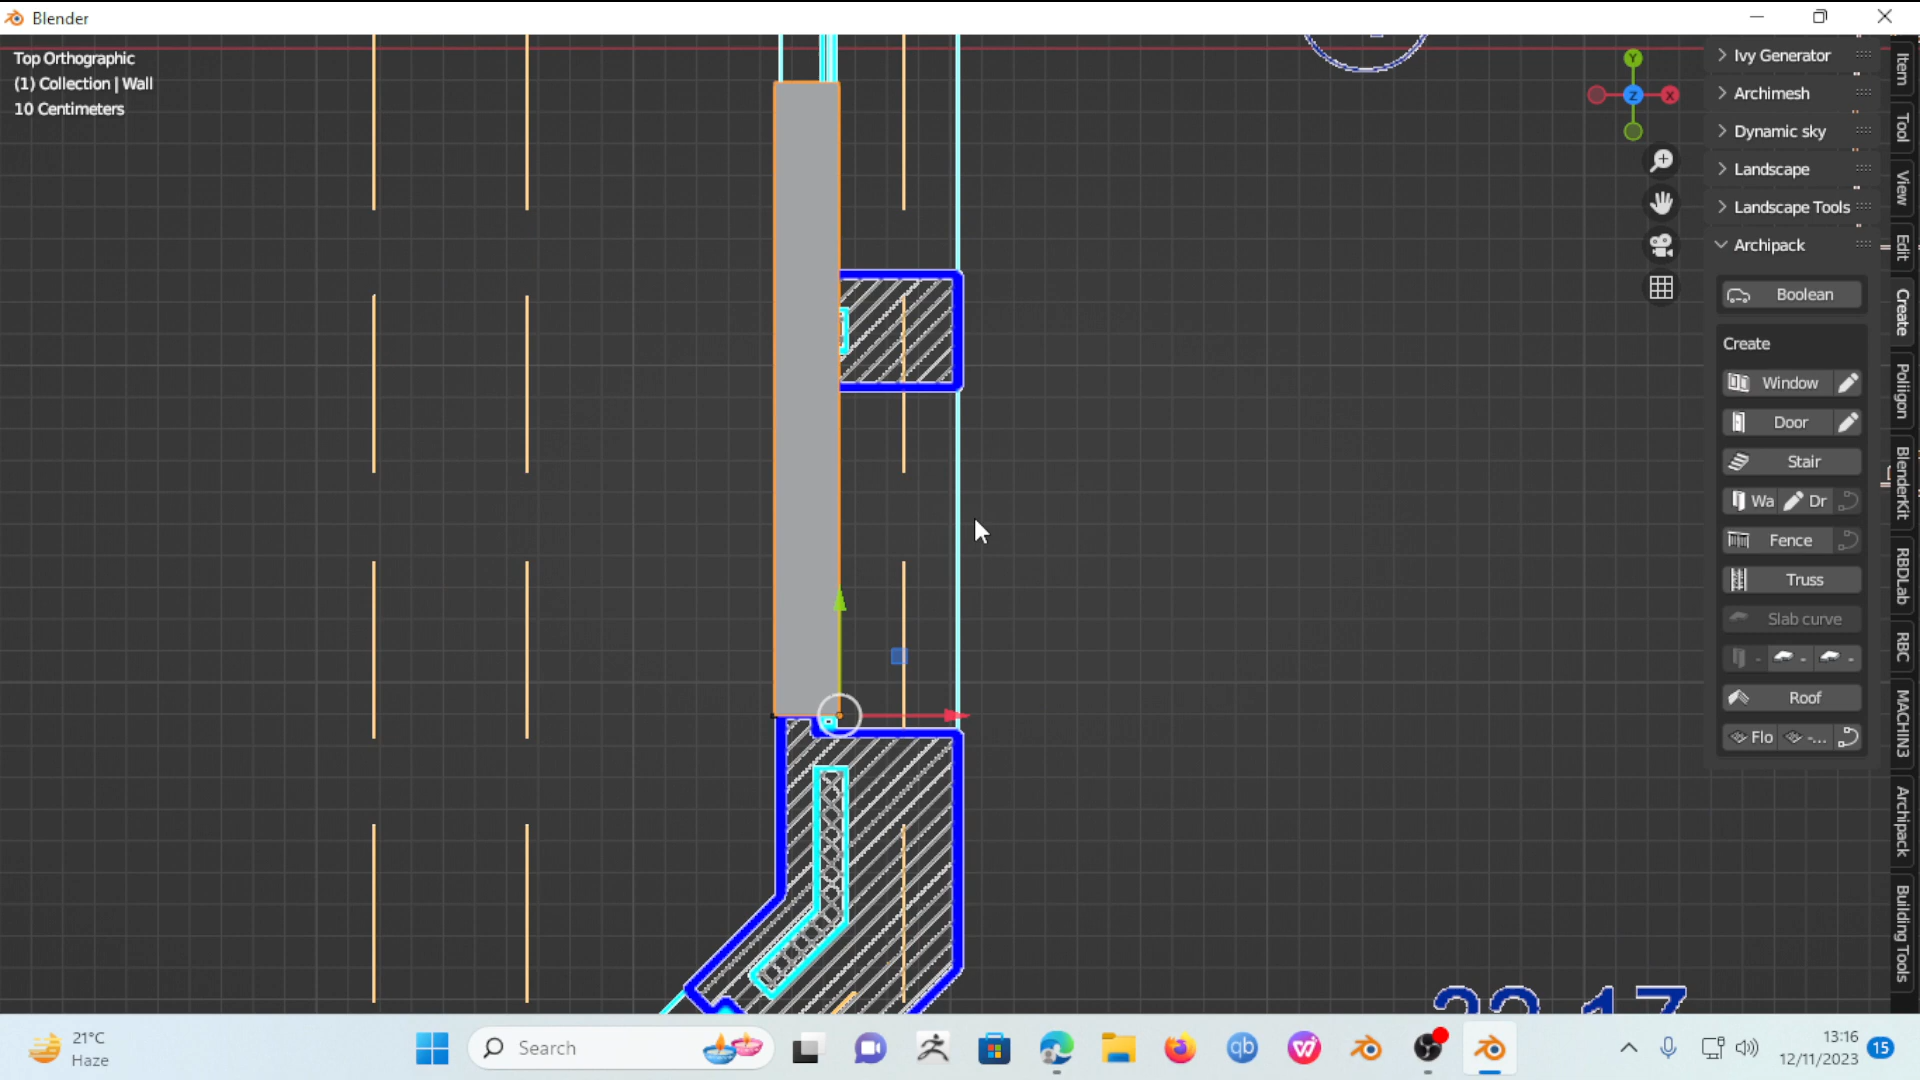 Blender
Top Orthographic
(1) Collection | Wall
10 Centimeters
Y
Z
X
Ivy Generator
Archimesh
Dynamic sky
Landscape
Landscape Tools
Archipack
Boolean
Create
Window
Door
Stair
Wa
Dr
Fence
Truss
Slab curve
Roof
Flo
-...
Item
Tool
View
Edit
Create
Poliigon
BlenderKit
RBDLab
RBC
MACHIN3
Archipack
Building Tools
21°C
Haze
Search
qb
13:16
12/11/2023
15